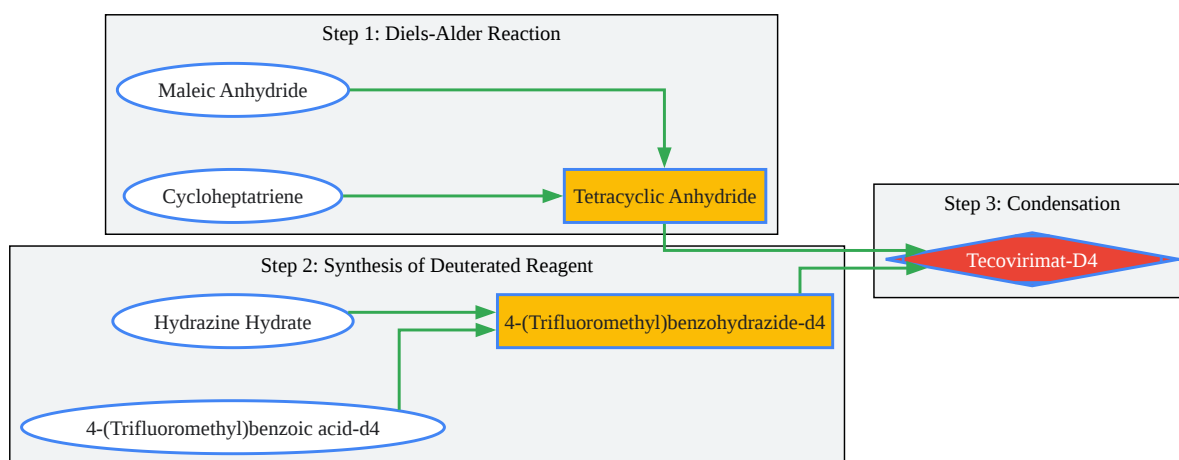 Step 1: Diels-Alder Reaction
Maleic Anhydride
Cycloheptatriene
Tetracyclic Anhydride
Step 2: Synthesis of Deuterated Reagent
Hydrazine Hydrate
4-(Trifluoromethyl)benzohydrazide-d4
4-(Trifluoromethyl)benzoic acid-d4
Step 3: Condensation
Tecovirimat-D4